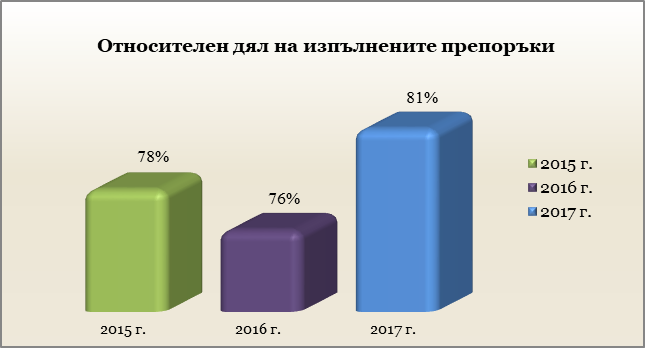 Относителен дял на изпълнените препоръки
81%
78%
76%
2015 г.
2016 г.
2017 г.
2015 г.
2016 г.
2017 г.